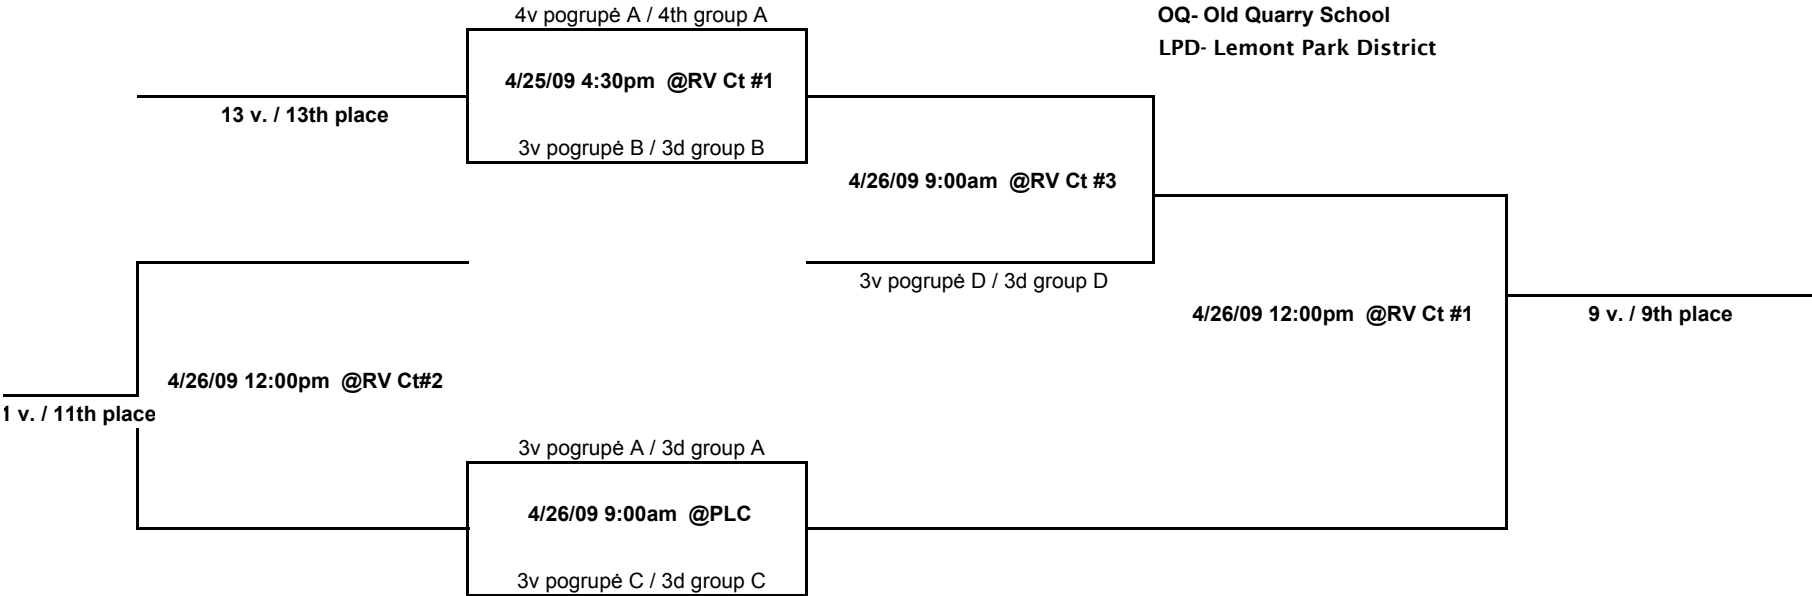 4v pogrupė A / 4th group A
OQ- Old Quarry School
LPD- Lemont Park District
4/25/09 4:30pm @RV Ct #1
13 v. / 13th place
3v pogrupė B / 3d group B
4/26/09 9:00am @RV Ct #3
3v pogrupė D / 3d group D
4/26/09 12:00pm @RV Ct #1
9 v. / 9th place
4/26/09 12:00pm @RV Ct#2
1 v. / 11th place
3v pogrupė A / 3d group A
4/26/09 9:00am @PLC
3v pogrupė C / 3d group C